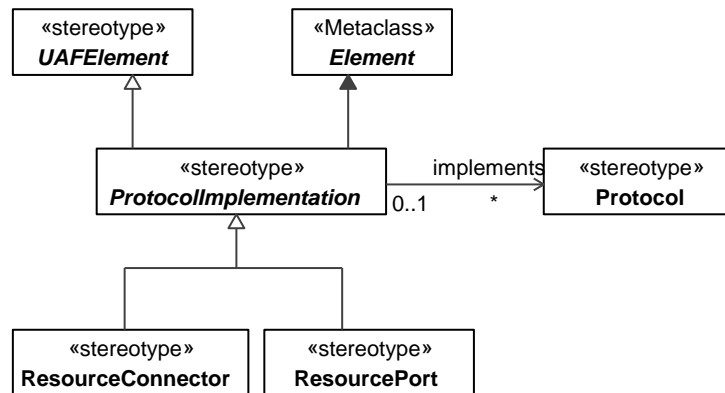 «stereotype»
UAFElement
«Metaclass»
Element
«stereotype»
ProtocolImplementation
implements
0..1
*
«stereotype»
Protocol
«stereotype»
ResourceConnector
«stereotype»
ResourcePort